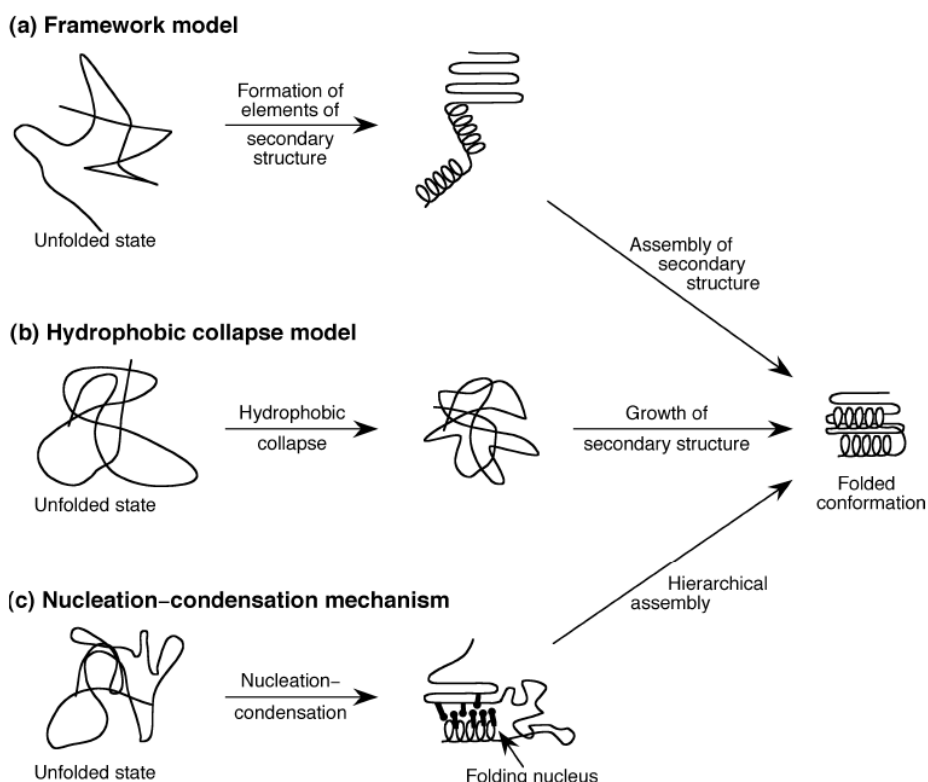 (a) Framework model
Formation of
elements of
secondary
structure
Unfolded state
Assembly of
secondary
structure
(b) Hydrophobic collapse model
Hydrophobic
collapse
Growth of
secondary structure
Unfolded state
Folded
conformation
(c) Nucleation–condensation mechanism
Hierarchical
assembly
Nucleation–
condensation
Unfolded state
Folding nucleus